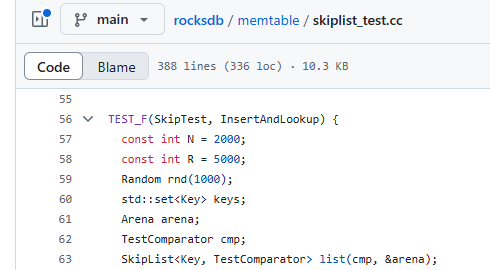 main
rocksdb / memtable / skiplist_test.cc
Code Blame 388 lines (336 loc) · 10.3 KB
55
56 TEST_F(SkipTest, InsertAndLookup) {
57 const int N = 2000;
58 const int R = 5000;
59 Random rnd(1000);
60 std::set<Key> keys;
61 Arena arena;
62 TestComparator cmp;
63 SkipList<Key, TestComparator> list(cmp, &arena);